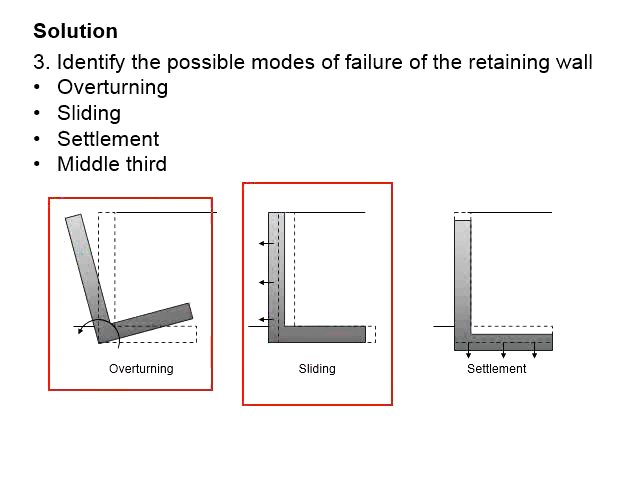 Solution
3. Identify the possible modes of failure of the retaining wall
• Overturning
• Sliding
• Settlement
• Middle third
Overturning
Sliding
Settlement